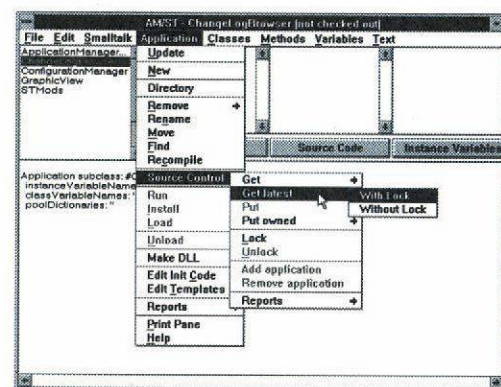 AM/ST - ChangeLogBrowser [not checked out]
File Edit Smalltalk Application Classes Methods Variables Text
ApplicationManager...
ConfigurationManager
GraphicView
STMods
Update
New
Directory
Remove
Rename
Move
Find
Recompile
Source Control
Run
Install
Load
Unload
Make DLL
Edit Init Code
Edit Templates
Reports
Print Pane
Help
Get
Get latest
Put
Put owned
Lock
Unlock
Add application
Remove application
Reports
With Lock
Without Lock
Source Code
Instance Variables
Application subclass: #C
instanceVariableName
classVariableNames: '
poolDictionaries: ''